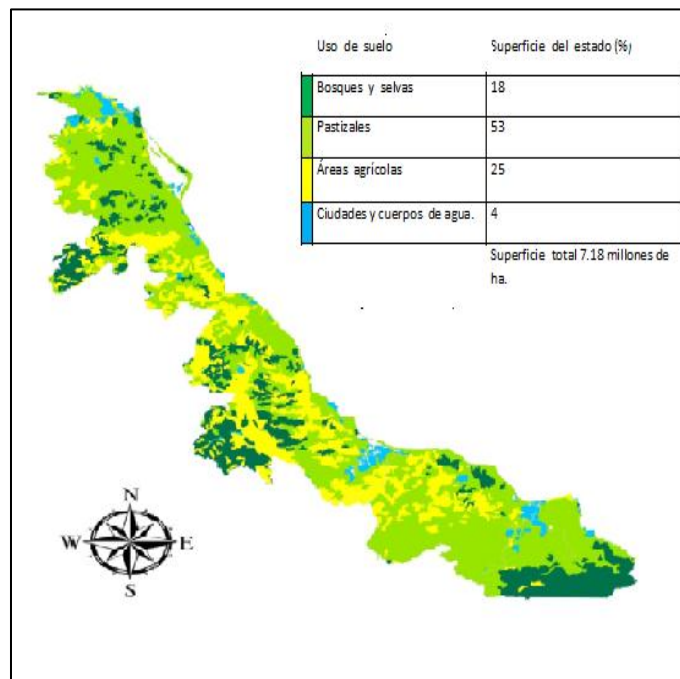 Uso de suelo Superficie del estado (%)
Bosques y selvas 18
Pastizales 53
Áreas agrícolas 25
Ciudades y cuerpos de agua. 4
Superficie total 7.18 millones de
ha.
N
W E
S